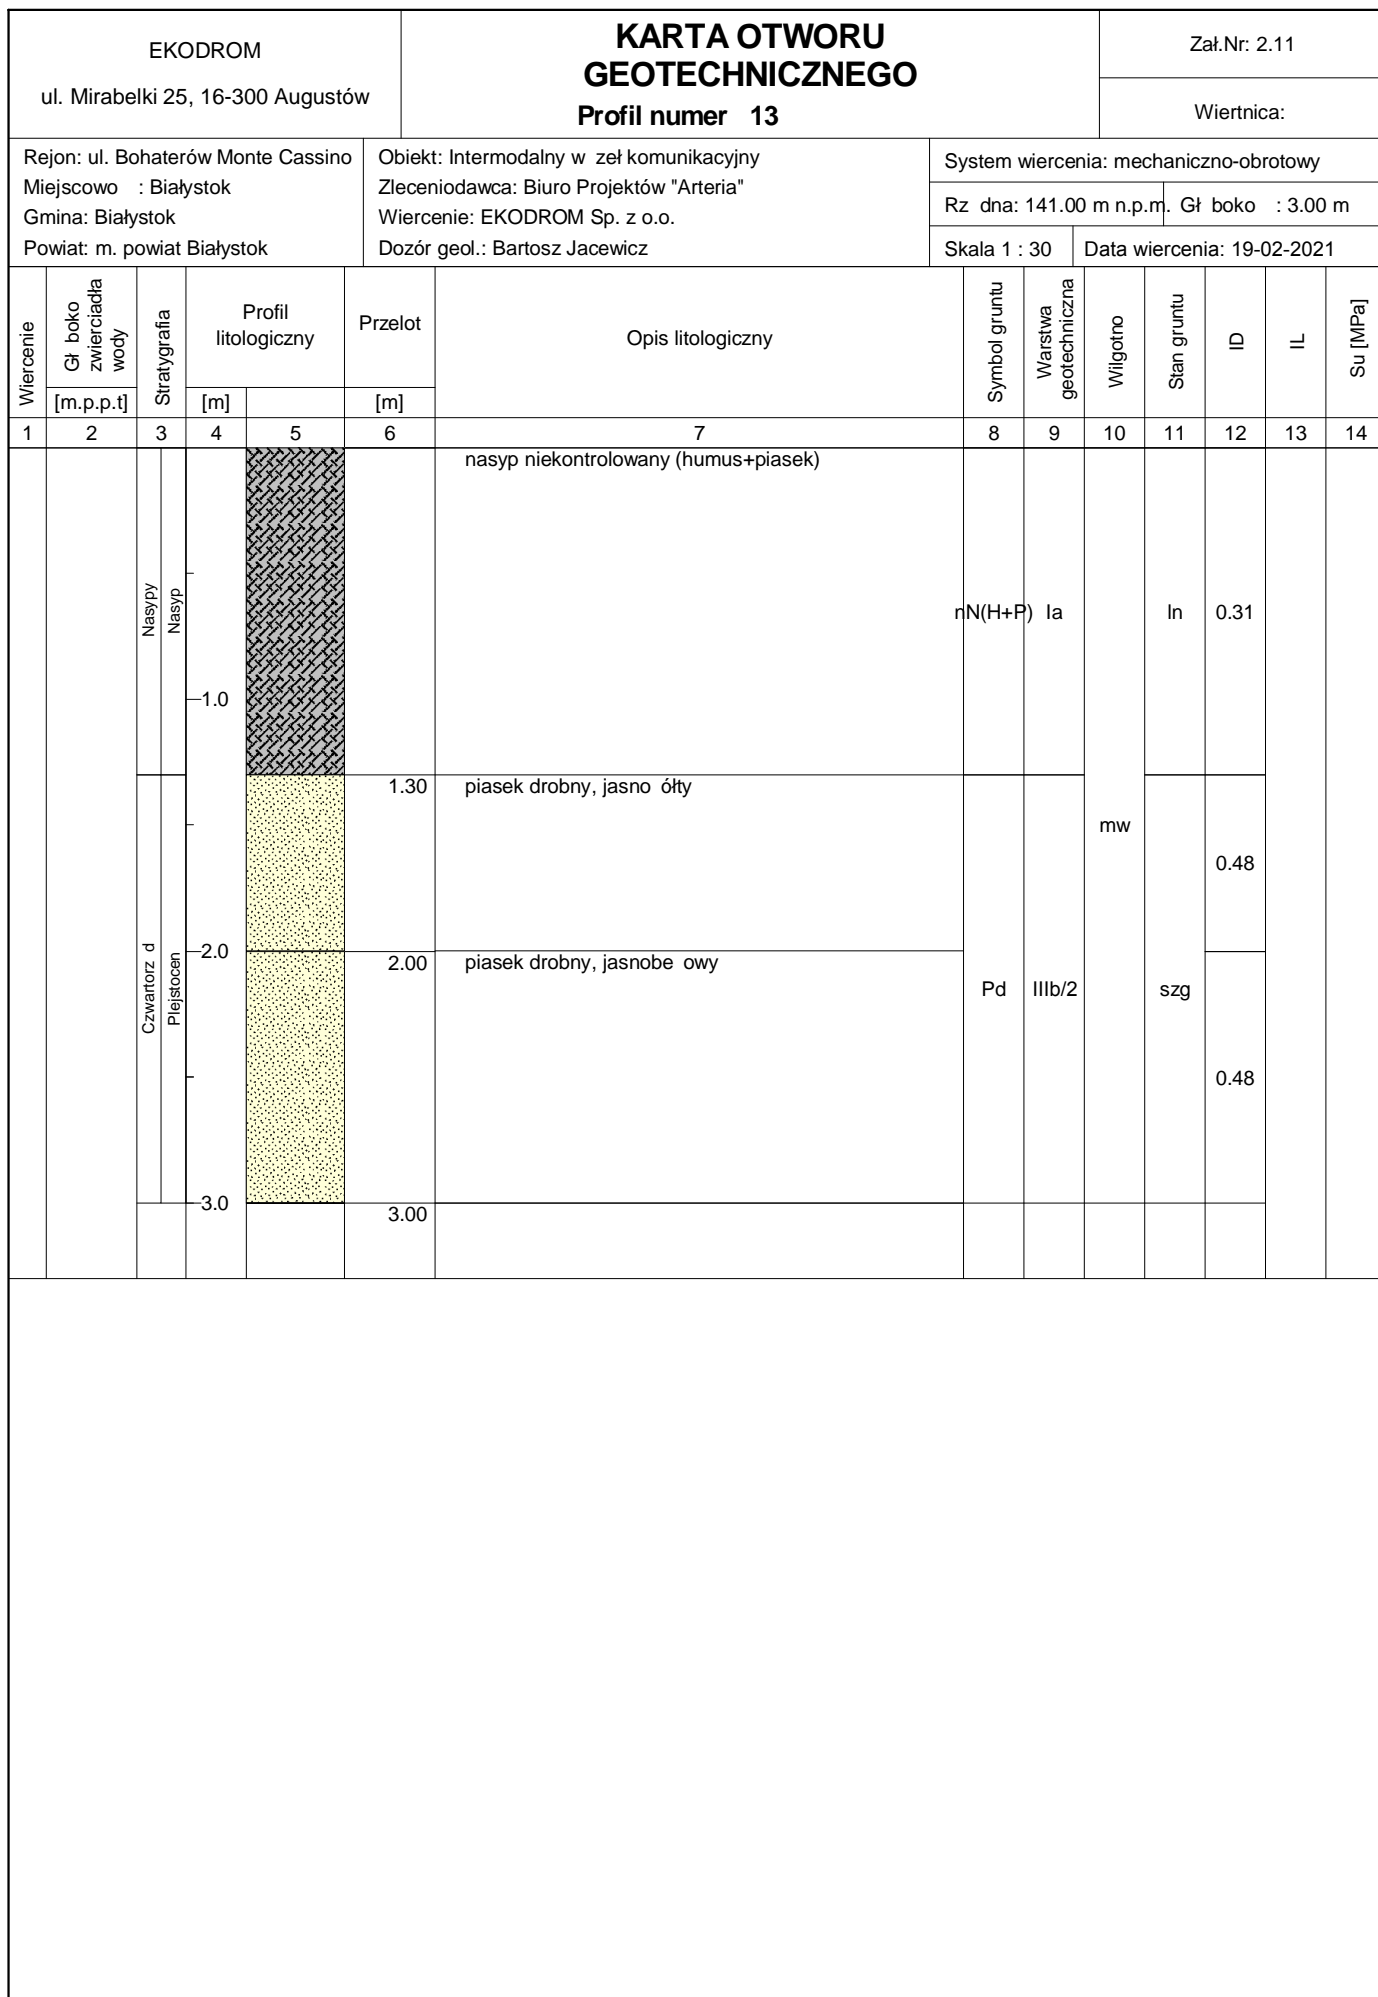 EKODROM
ul. Mirabelki 25, 16-300 Augustów
KARTA OTWORU
GEOTECHNICZNEGO
Profil numer 13
Zał.Nr: 2.11
Wiertnica:
Rejon: ul. Bohaterów Monte Cassino
Miejscowo : Białystok
Gmina: Białystok
Powiat: m. powiat Białystok
Obiekt: Intermodalny w zeł komunikacyjny
Zleceniodawca: Biuro Projektów "Arteria"
Wiercenie: EKODROM Sp. z o.o.
Dozór geol.: Bartosz Jacewicz
System wiercenia: mechaniczno-obrotowy
Rz dna: 141.00 m n.p.m. Gł boko : 3.00 m
Skala 1 : 30 Data wiercenia: 19-02-2021
Wiercenie
Gł boko
zwierciadła
wody
[m.p.p.t]
Stratygrafia
Profil
litologiczny
[m]
Przelot
[m]
Opis litologiczny
Symbol gruntu
Warstwa
geotechniczna
Wilgotno
Stan gruntu
ID
IL
Su [MPa]
1 2 3 4 5 6 7 8 9 10 11 12 13 14
nasyp niekontrolowany (humus+piasek)
Nasypy
Nasyp
nN(H+P) Ia ln 0.31
1.0
1.30 piasek drobny, jasno ółty
mw
0.48
Czwartorz d
Plejstocen
2.0
2.00 piasek drobny, jasnobe owy
Pd IIIb/2 szg
0.48
3.0
3.00